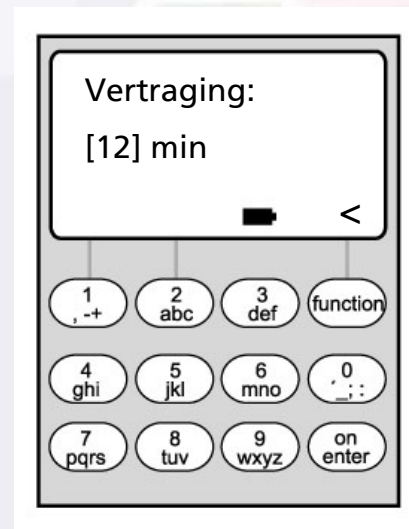 Vertraging:
[12] min
<
1 2 3 function
, -+ abc def
4 5 6 0
ghi jkl mno ´_; :
7 8 9 on
pqrs tuv wxyz enter